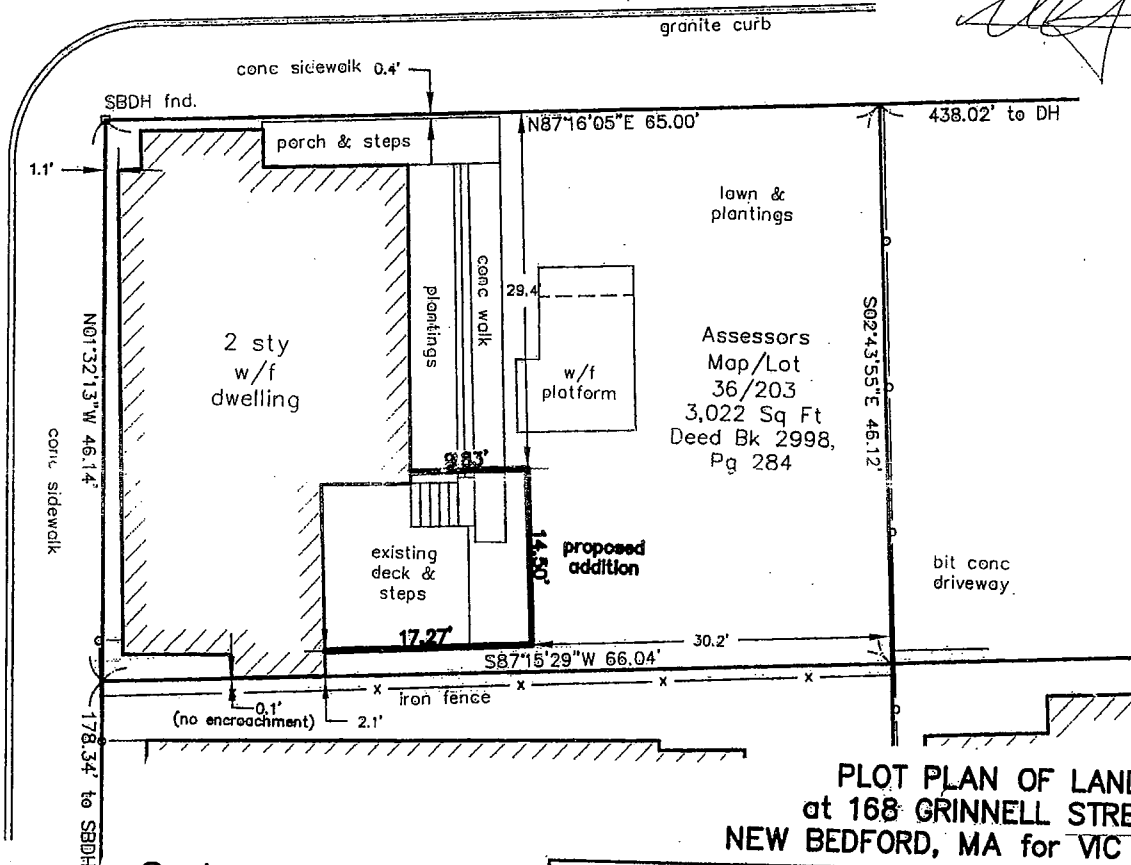 granite curb
conc sidewalk 0.4'
SBDH fnd.
N87°16'05"E 65.00'
438.02' to DH
porch & steps
1.1'
lawn &
plantings
plantings
conc walk
29.4'
N01°32'13"W 46.14'
2 sty
w/f
dwelling
w/f
platform
Assessors
Map/Lot
36/203
3,022 Sq Ft
Deed Bk 2998,
Pg 284
S02°43'55"E 46.12'
conc sidewalk
9.83'
existing
deck &
steps
14.50'
proposed
addition
bit conc
driveway
17.27'
30.2'
S87°15'29"W 66.04'
iron fence
0.1'
(no encroachment)
2.1'
178.34' to SBDH
PLOT PLAN OF LAND
at 168 GRINNELL STRE
NEW BEDFORD, MA for VIC